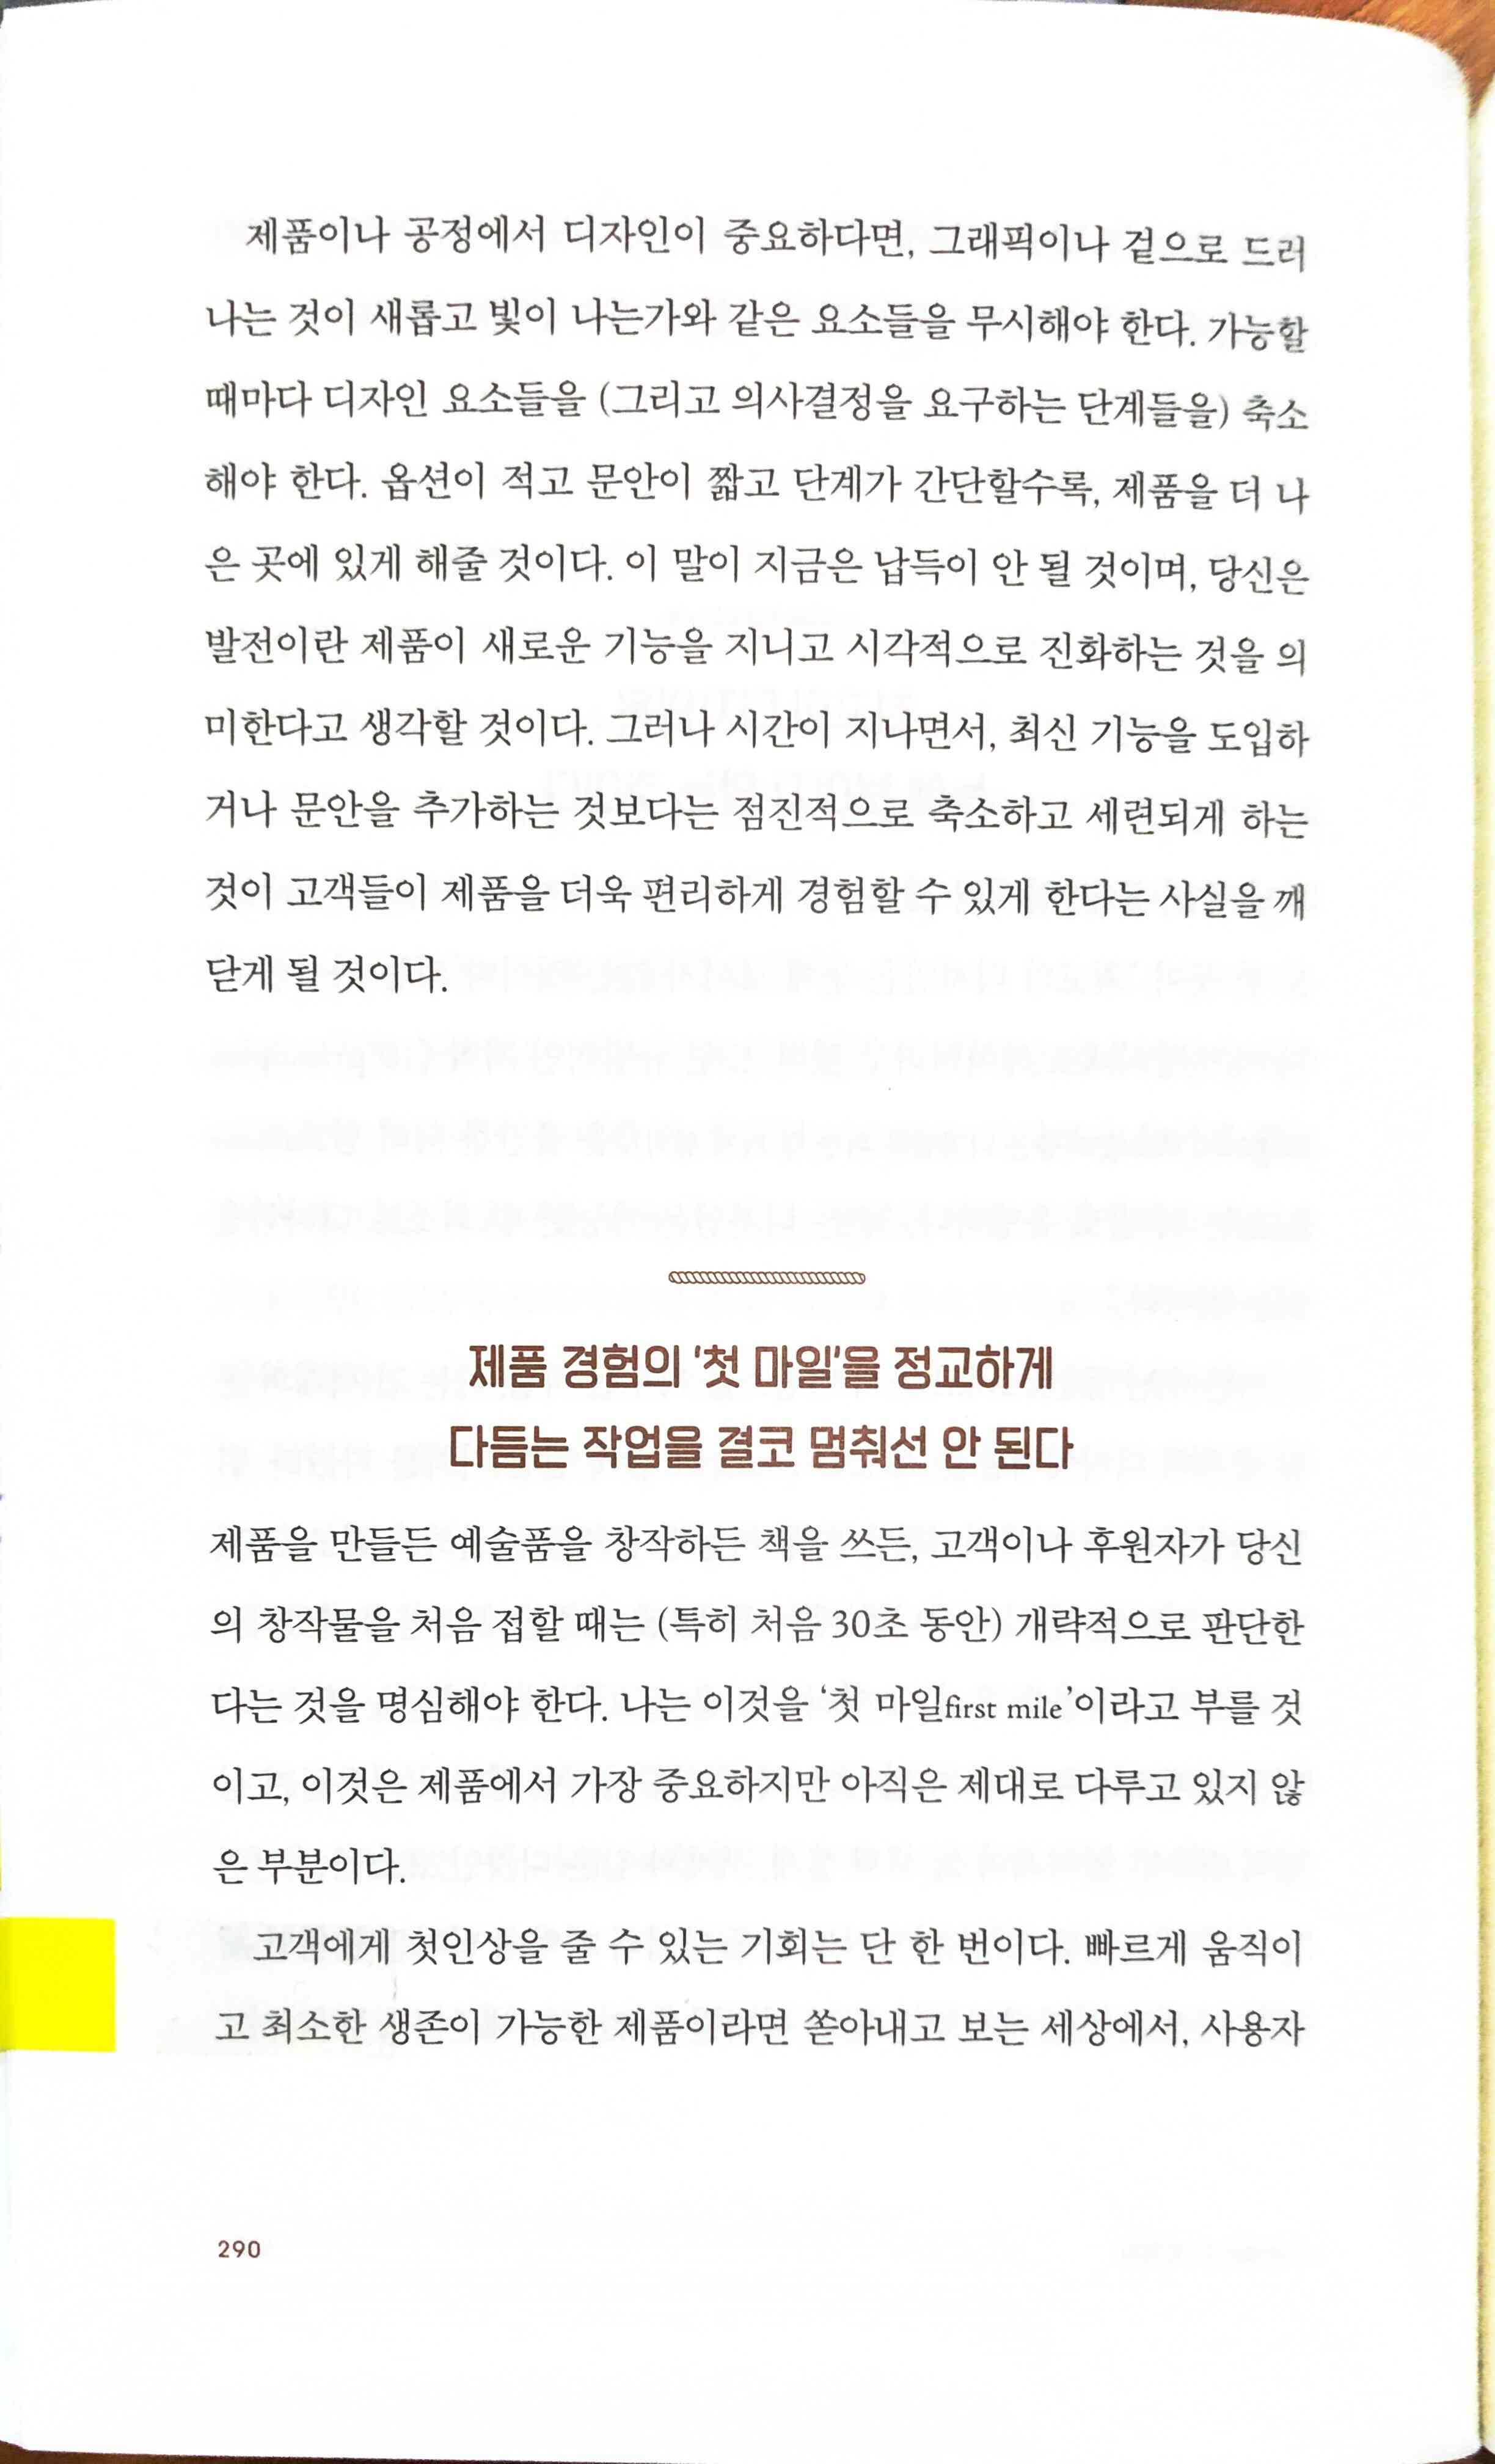 제품이나 공정에서 디자인이 중요하다면, 그래픽이나 겉으로 드러
나는 것이 새롭고 빛이 나는가와 같은 요소들을 무시해야 한다. 가능할
때마다 디자인 요소들을 (그리고 의사결정을 요구하는 단계들을) 축소
해야 한다. 옵션이 적고 문안이 짧고 단계가 간단할수록, 제품을 더 나
은 곳에 있게 해줄 것이다. 이 말이 지금은 납득이 안 될 것이며, 당신은
발전이란 제품이 새로운 기능을 지니고 시각적으로 진화하는 것을 의
미한다고 생각할 것이다. 그러나 시간이 지나면서, 최신 기능을 도입하
거나 문안을 추가하는 것보다는 점진적으로 축소하고 세련되게 하는
것이 고객들이 제품을 더욱 편리하게 경험할 수 있게 한다는 사실을 깨
닫게 될 것이다.
제품 경험의 '첫 마일'을 정교하게
다듬는 작업을 결코 멈춰선 안 된다
제품을 만들든 예술품을 창작하든 책을 쓰든, 고객이나 후원자가 당신
의 창작물을 처음 접할 때는 (특히 처음 30초 동안) 개략적으로 판단한
다는 것을 명심해야 한다. 나는 이것을 ‘첫 마일first mile’이라고 부를 것
이고, 이것은 제품에서 가장 중요하지만 아직은 제대로 다루고 있지 않
은 부분이다.
고객에게 첫인상을 줄 수 있는 기회는 단 한 번이다. 빠르게 움직이
고 최소한 생존이 가능한 제품이라면 쏟아내고 보는 세상에서, 사용자
290